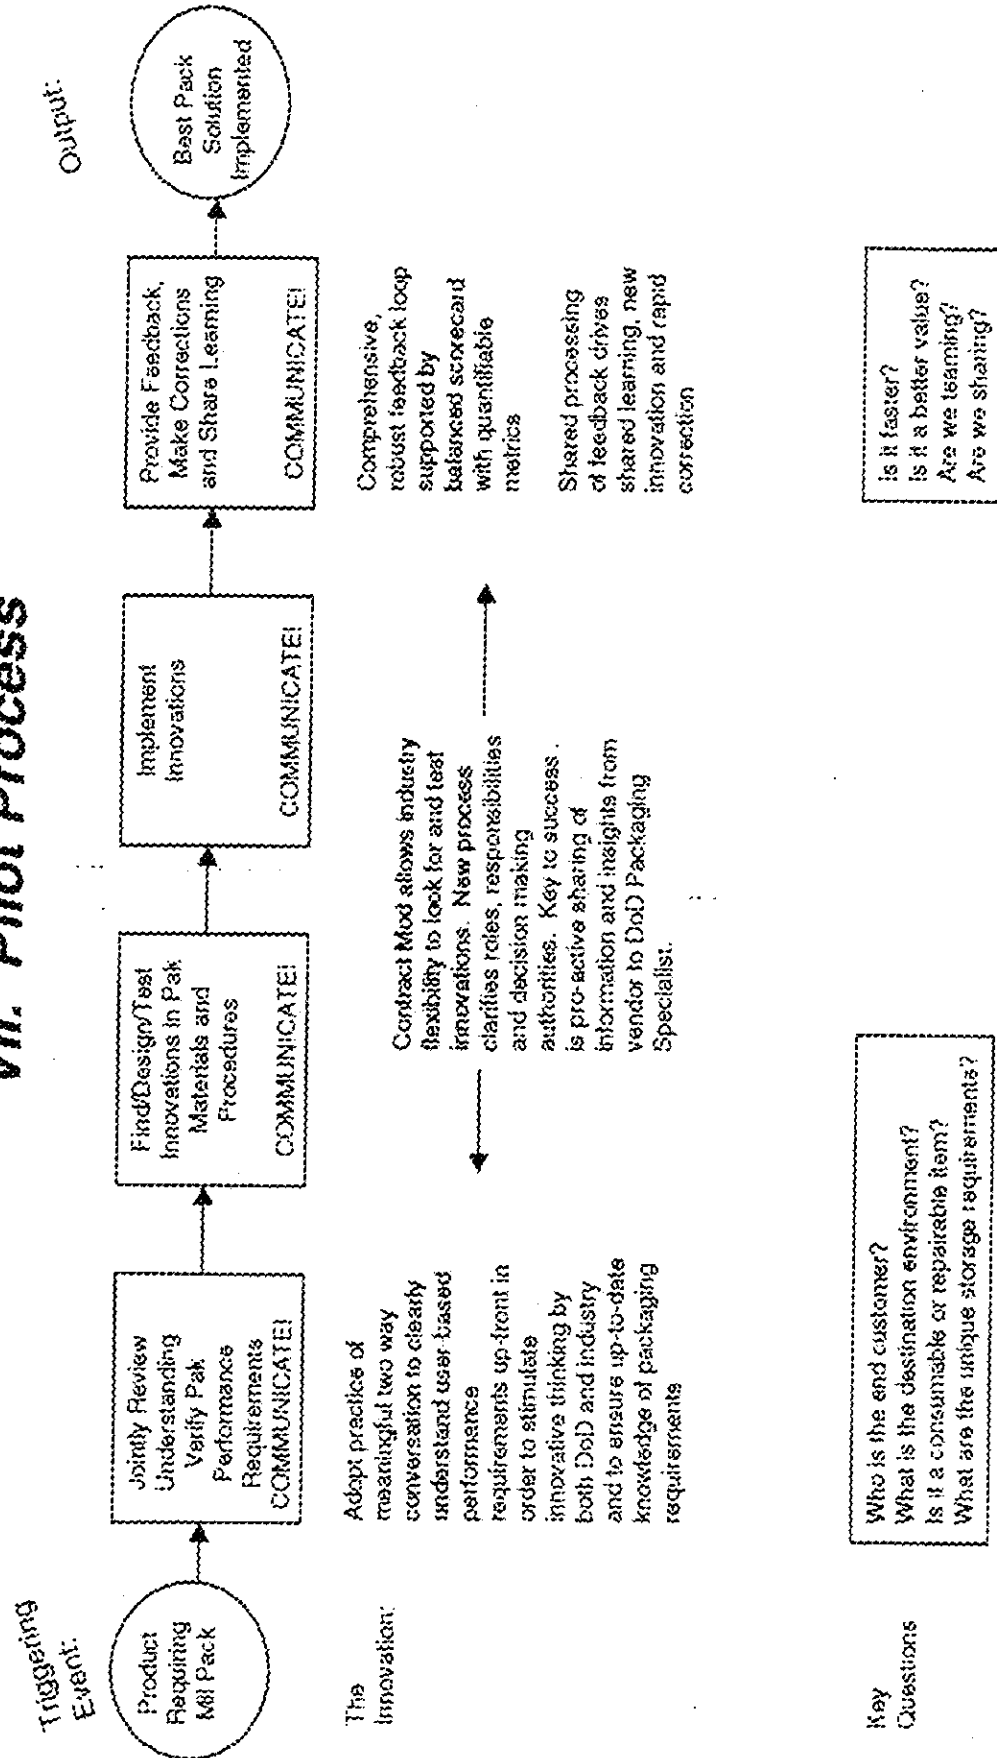 VII. Pilot Process
Triggering
Event:
Output:
Product
Requiring
Mil Pack
Jointly Review
Understanding
Verify Pak
Performance
Requirements
COMMUNICATE!
Find/Design/Test
Innovations in Pak
Materials and
Procedures
COMMUNICATE!
Implement
Innovations
COMMUNICATE!
Provide Feedback,
Make Corrections
and Share Learning
COMMUNICATE!
Best Pack
Solution
Implemented
The
Innovation:
Adopt practice of
meaningful two way
conversation to clearly
understand user-based
performance
requirements up-front in
order to stimulate
innovative thinking by
both DoD and industry
and to ensure up-to-date
knowledge of packaging
requirements
Contract Mod allows industry
flexibility to look for and test
innovations. New process
clarifies roles, responsibilities
and decision making
authorities. Key to success .
is pro-active sharing of
information and insights from
vendor to DoD Packaging
Specialist.
Comprehensive,
robust feedback loop
supported by
balanced scorecard
with quantifiable
metrics
Shared processing
of feedback drives
shared learning, new
innovation and rapid
correction
Key
Questions
Who is the end customer?
What is the destination environment?
Is it a consumable or repairable item?
What are the unique storage requirements?
Is it faster?
Is it a better value?
Are we teaming?
Are we sharing?